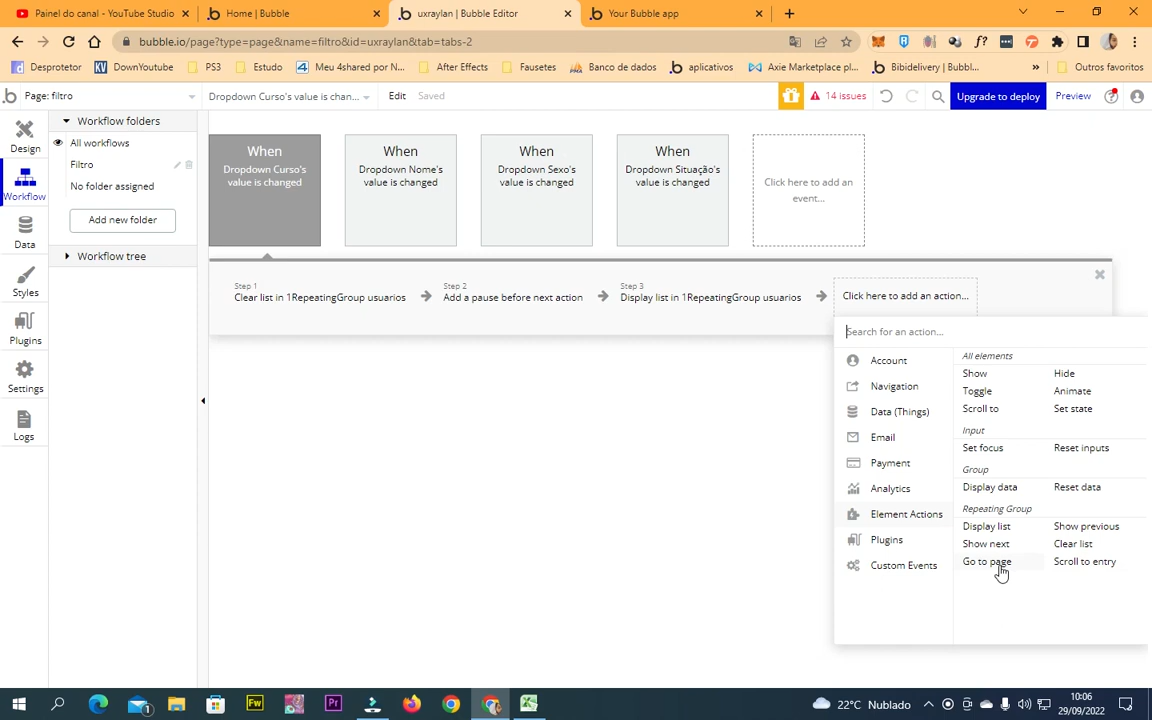 Painel do canal - YouTube Studio
Home | Bubble
uxraylan | Bubble Editor
Your Bubble app
bubble.io/page?type=page&name=filtro&id=uxraylan&tab=tabs-2
Desprotetor
DownYoutube
PS3
Estudo
Meu 4shared por N...
After Effects
Fausetes
Banco de dados
aplicativos
Axie Marketplace pl...
Bibidelivery | Bubbl...
»
Outros favoritos
Page: filtro
Dropdown Curso's value is chan...
Edit
Saved
14 issues
Upgrade to deploy
Preview
Design
Workflow
Data
Styles
Plugins
Settings
Logs
Workflow folders
All workflows
Filtro
No folder assigned
Add new folder
Workflow tree
When
Dropdown Curso's
value is changed
When
Dropdown Nome's
value is changed
When
Dropdown Sexo's
value is changed
When
Dropdown Situação's
value is changed
Click here to add an
event...
Step 1
Clear list in 1RepeatingGroup usuarios
Step 2
Add a pause before next action
Step 3
Display list in 1RepeatingGroup usuarios
Click here to add an action...
Search for an action...
Account
Navigation
Data (Things)
Email
Payment
Analytics
Element Actions
Plugins
Custom Events
All elements
Show Hide
Toggle Animate
Scroll to Set state
Input
Set focus Reset inputs
Group
Display data Reset data
Repeating Group
Display list Show previous
Show next Clear list
Go to page Scroll to entry
22°C Nublado
10:06
29/09/2022